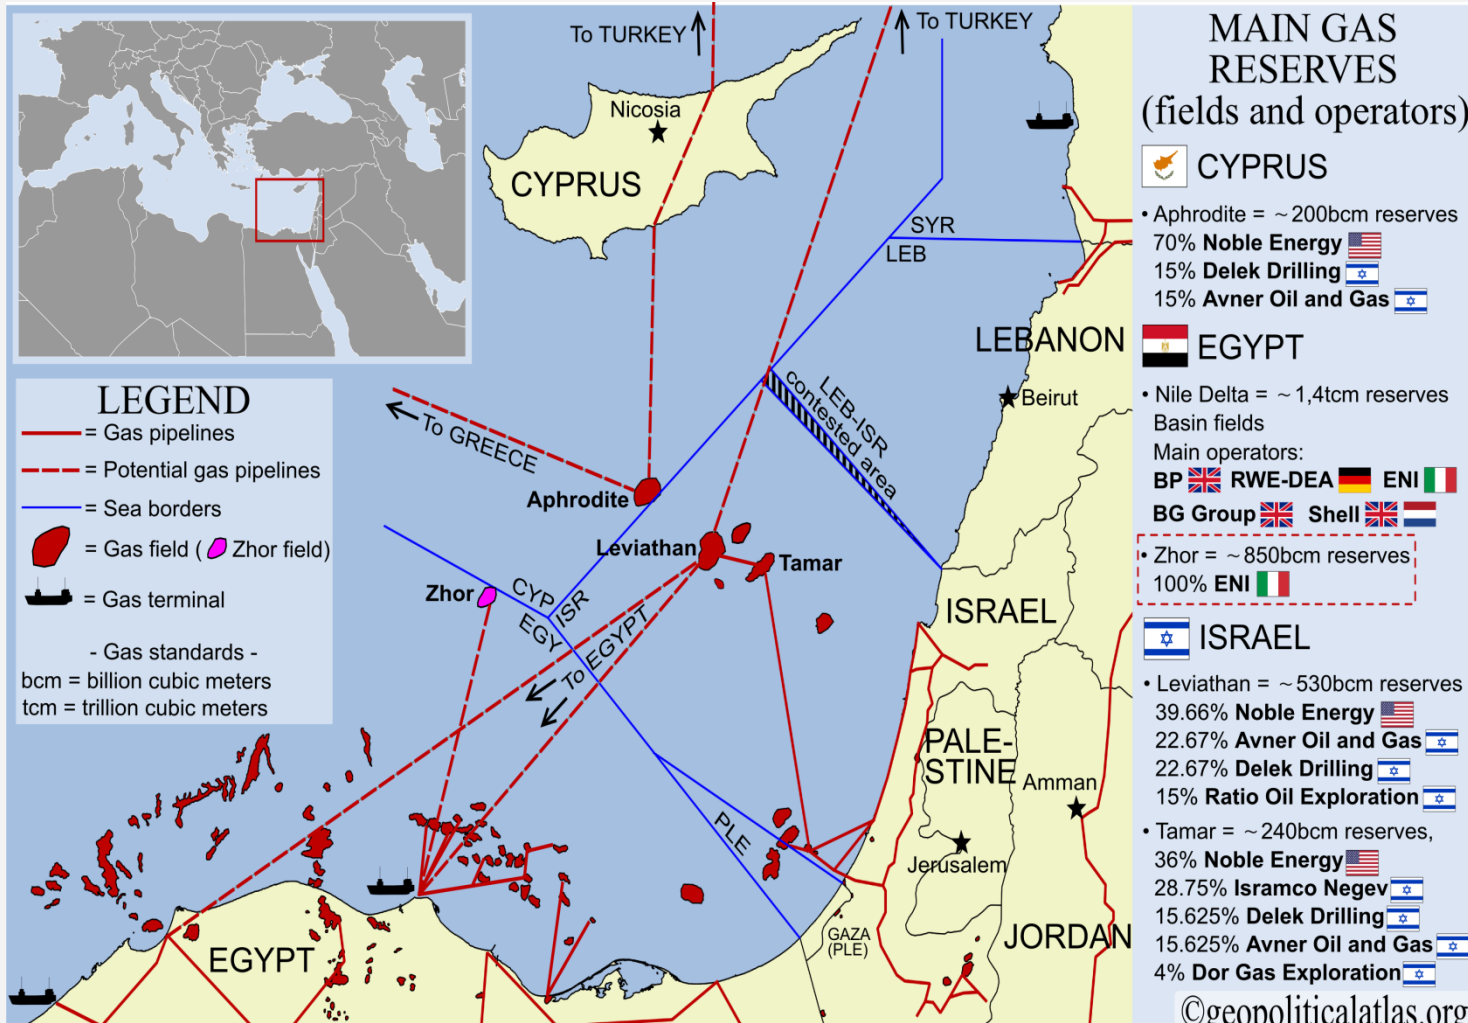 To TURKEY
To TURKEY
Nicosia
CYPRUS
SYR
LEB
LEBANON
Beirut
LEB-ISR
contested area
To GREECE
Aphrodite
Leviathan
Tamar
Zhor
CYP
ISR
EGY
To EGYPT
ISRAEL
PALE-
STINE
Amman
Jerusalem
PLE
GAZA
(PLE)
JORDAN
EGYPT
LEGEND
= Gas pipelines
= Potential gas pipelines
= Sea borders
= Gas field ( Zhor field)
= Gas terminal
- Gas standards -
bcm = billion cubic meters
tcm = trillion cubic meters
MAIN GAS
RESERVES
(fields and operators)
CYPRUS
• Aphrodite = ~200bcm reserves
70% Noble Energy
15% Delek Drilling
15% Avner Oil and Gas
EGYPT
• Nile Delta = ~1,4tcm reserves
Basin fields
Main operators:
BP RWE-DEA ENI
BG Group Shell
• Zhor = ~850bcm reserves
100% ENI
ISRAEL
• Leviathan = ~530bcm reserves
39.66% Noble Energy
22.67% Avner Oil and Gas
22.67% Delek Drilling
15% Ratio Oil Exploration
• Tamar = ~240bcm reserves,
36% Noble Energy
28.75% Isramco Negev
15.625% Delek Drilling
15.625% Avner Oil and Gas
4% Dor Gas Exploration
©geopoliticalatlas.org